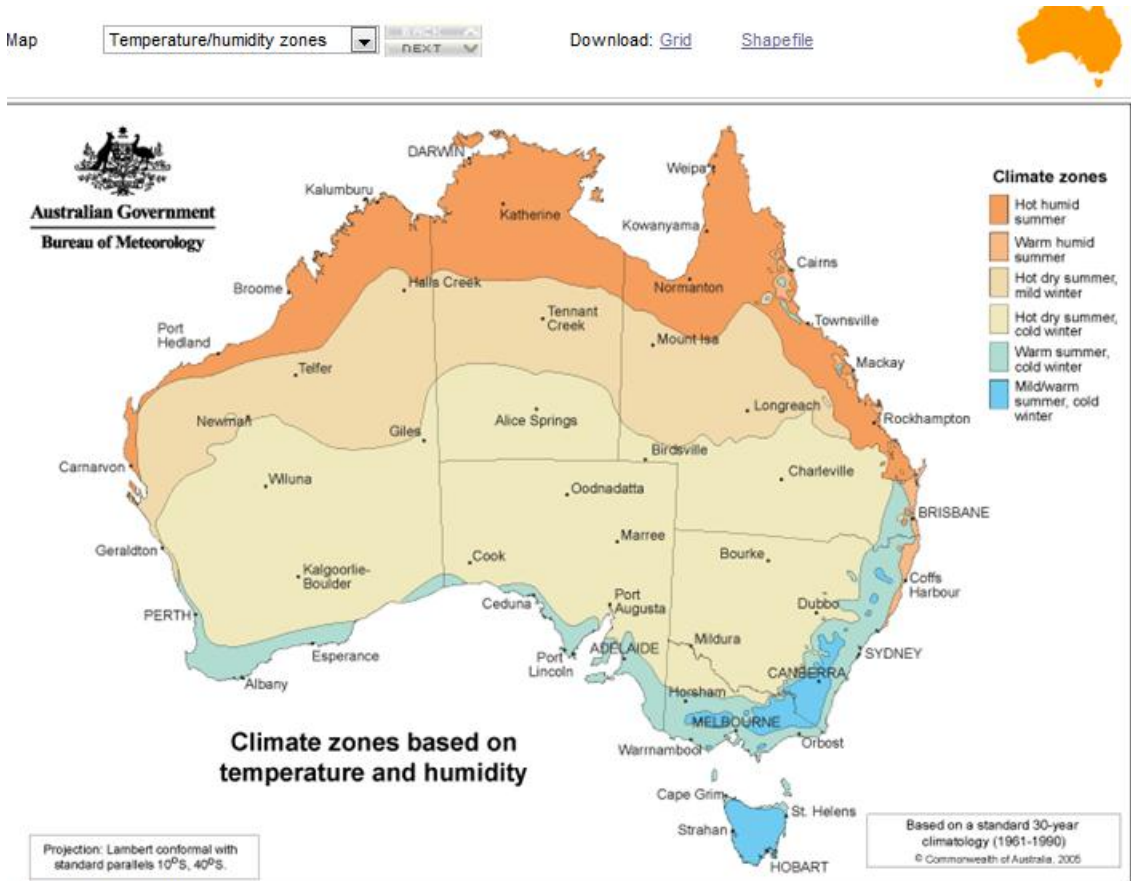 Map
Temperature/humidity zones
BACK
NEXT
Download: Grid Shapefile
Australian Government
Bureau of Meteorology
Climate zones
Hot humid
summer
Warm humid
summer
Hot dry summer,
mild winter
Hot dry summer,
cold winter
Warm summer,
cold winter
Mild/warm
summer, cold
winter
DARWIN
Weipa
Kalumburu
Katherine
Kowanyama
Cairns
Broome
Halls Creek
Normanton
Tennant
Creek
Townsville
Port
Hedland
Mount Isa
Mackay
Telfer
Longreach
Rockhampton
Newman
Giles
Alice Springs
Birdsville
Carnarvon
Wiluna
Charleville
Oodnadatta
BRISBANE
Marree
Geraldton
Bourke
Cook
Kalgoorlie-
Boulder
Coffs
Harbour
Ceduna
Port
Augusta
Dubbo
PERTH
Mildura
Esperance
Port
Lincoln
ADELAIDE
SYDNEY
CANBERRA
Albany
Horsham
MELBOURNE
Warrnambool
Orbost
Climate zones based on
temperature and humidity
Cape Grim
St. Helens
Strahan
HOBART
Projection: Lambert conformal with
standard parallels 10ºS, 40ºS.
Based on a standard 30-year
climatology (1961-1990)
© Commonwealth of Australia, 2005